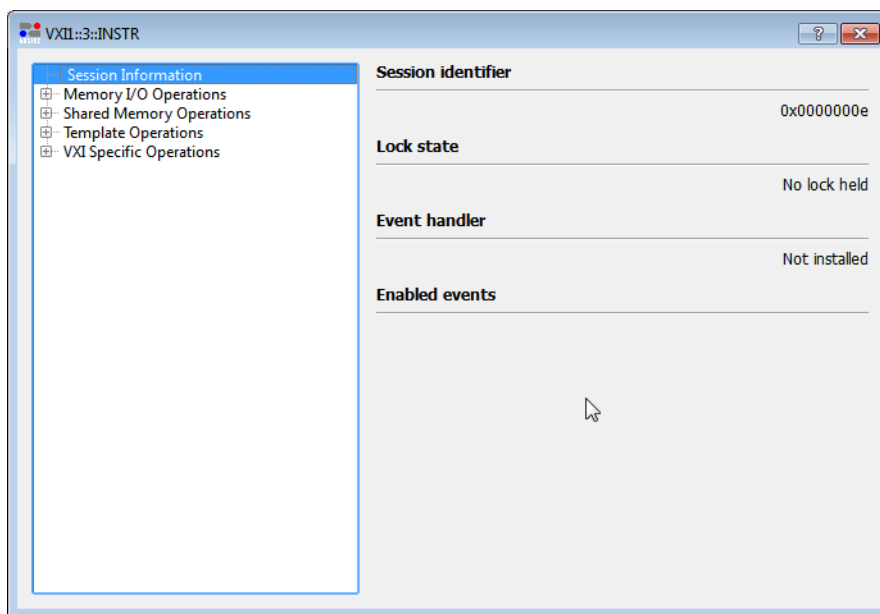 VXI1::3::INSTR
?
Session Information
Memory I/O Operations
Shared Memory Operations
Template Operations
VXI Specific Operations
Session identifier
0x0000000e
Lock state
No lock held
Event handler
Not installed
Enabled events